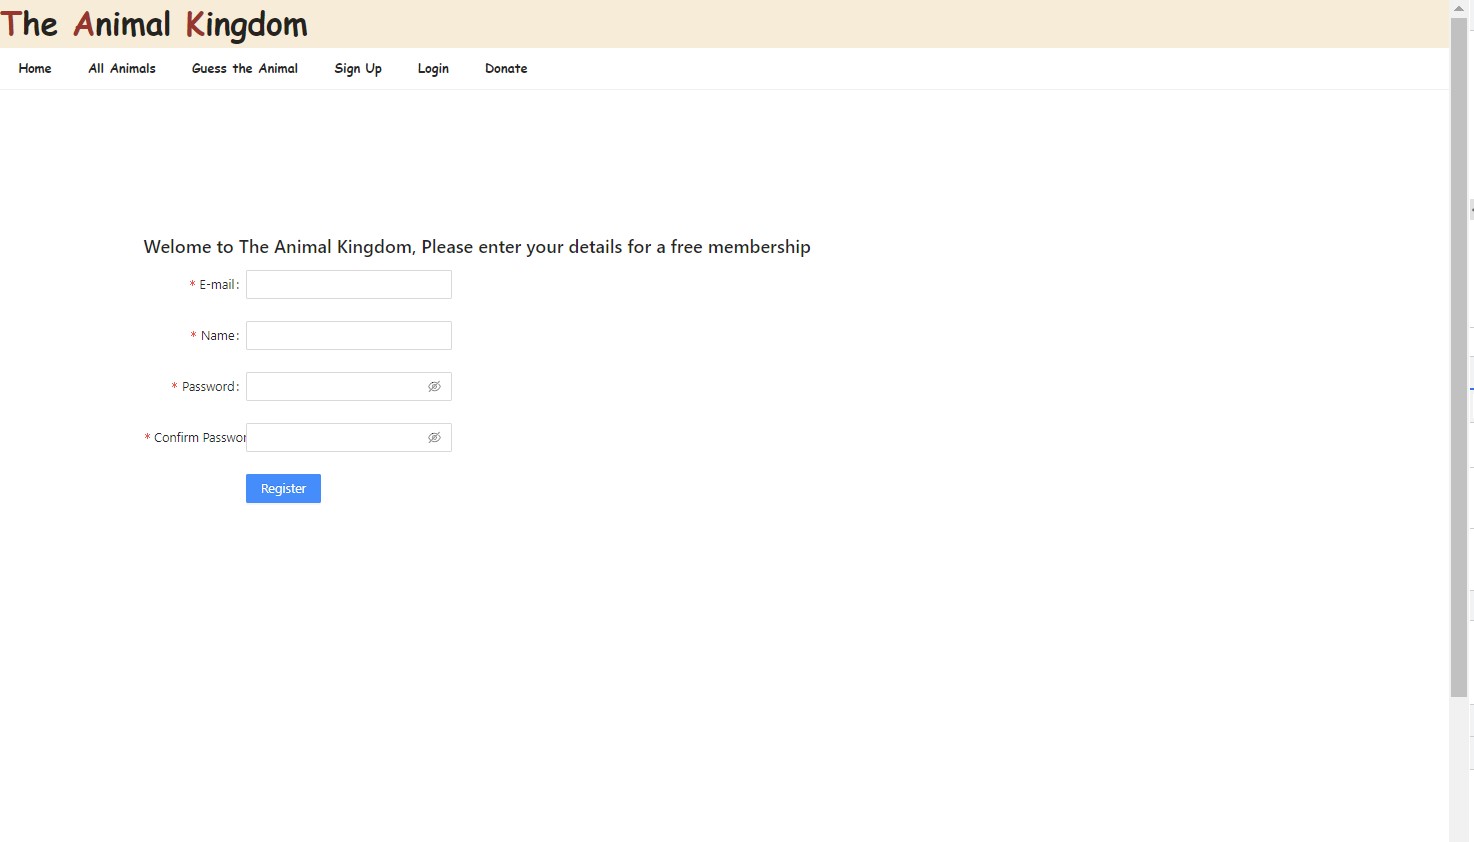 The Animal Kingdom
Home All Animals Guess the Animal Sign Up Login Donate
Welome to The Animal Kingdom, Please enter your details for a free membership
* E-mail:
* Name:
* Password:
* Confirm Passwor
Register